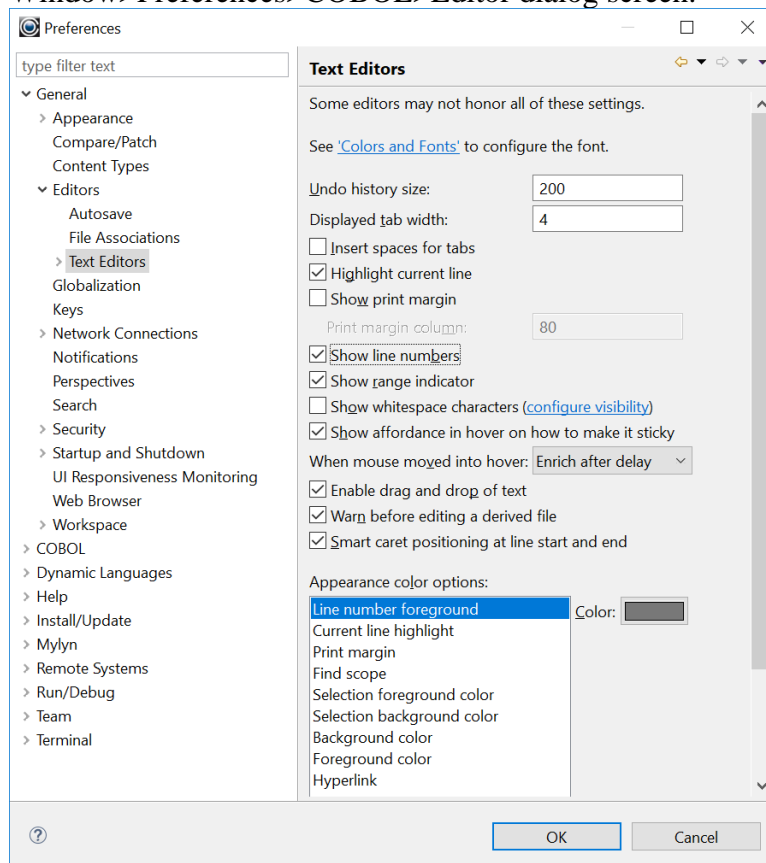 Window› Preferences› COBOL› Editor dialog screen.
Preferences
type filter text
General
Appearance
Compare/Patch
Content Types
Editors
Autosave
File Associations
Text Editors
Globalization
Keys
Network Connections
Notifications
Perspectives
Search
Security
Startup and Shutdown
UI Responsiveness Monitoring
Web Browser
Workspace
COBOL
Dynamic Languages
Help
Install/Update
Mylyn
Remote Systems
Run/Debug
Team
Terminal
Text Editors
Some editors may not honor all of these settings.
See 'Colors and Fonts' to configure the font.
Undo history size: 200
Displayed tab width: 4
Insert spaces for tabs
Highlight current line
Show print margin
Print margin column: 80
Show line numbers
Show range indicator
Show whitespace characters (configure visibility)
Show affordance in hover on how to make it sticky
When mouse moved into hover: Enrich after delay
Enable drag and drop of text
Warn before editing a derived file
Smart caret positioning at line start and end
Appearance color options:
Line number foreground
Color:
Current line highlight
Print margin
Find scope
Selection foreground color
Selection background color
Background color
Foreground color
Hyperlink
?
OK
Cancel